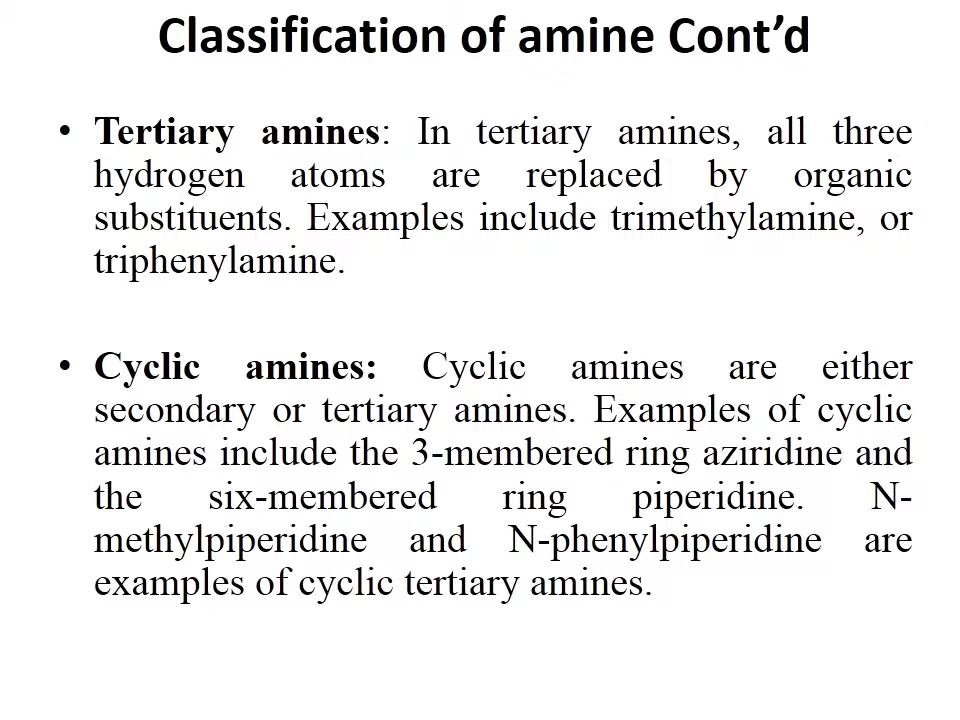 Classification of amine Cont’d
• Tertiary amines: In tertiary amines, all three
hydrogen atoms are replaced by organic
substituents. Examples include trimethylamine, or
triphenylamine.
• Cyclic amines: Cyclic amines are either
secondary or tertiary amines. Examples of cyclic
amines include the 3-membered ring aziridine and
the six-membered ring piperidine. N-
methylpiperidine and N-phenylpiperidine are
examples of cyclic tertiary amines.